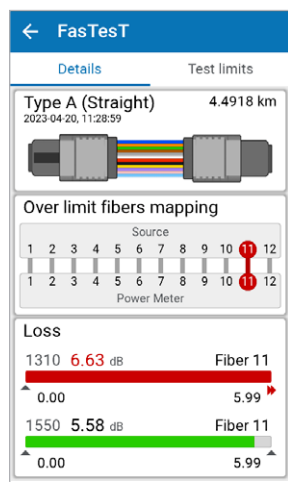 FasTesT
Details Test limits
Type A (Straight) 4.4918 km
2023-04-20, 11:28:59
Over limit fibers mapping
Source
1 2 3 4 5 6 7 8 9 10 11 12
1 2 3 4 5 6 7 8 9 10 11 12
Power Meter
Loss
1310 6.63 dB Fiber 11
0.00 5.99
1550 5.58 dB Fiber 11
0.00 5.99